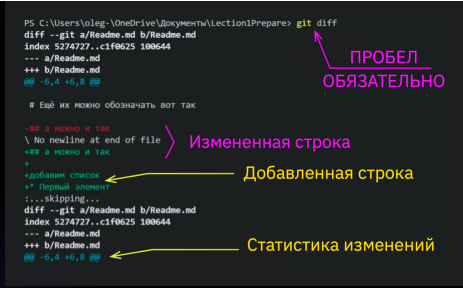 PS C:\Users\oleg-\OneDrive\Документы\Lection1Prepare> git diff
diff --git a/Readme.md b/Readme.md
index 5274727..c1f0625 100644
--- a/Readme.md
+++ b/Readme.md
@@ -6,4 +6,8 @@
ПРОБЕЛ
ОБЯЗАТЕЛЬНО
# Ещё их можно обозначать вот так
-## а можно и так
\ No newline at end of file
+## а можно и так
Измененная строка
+
+добавим список
+* Первый элемент
Добавленная строка
:...skipping...
diff --git a/Readme.md b/Readme.md
index 5274727..c1f0625 100644
--- a/Readme.md
+++ b/Readme.md
@@ -6,4 +6,8 @@
Статистика изменений